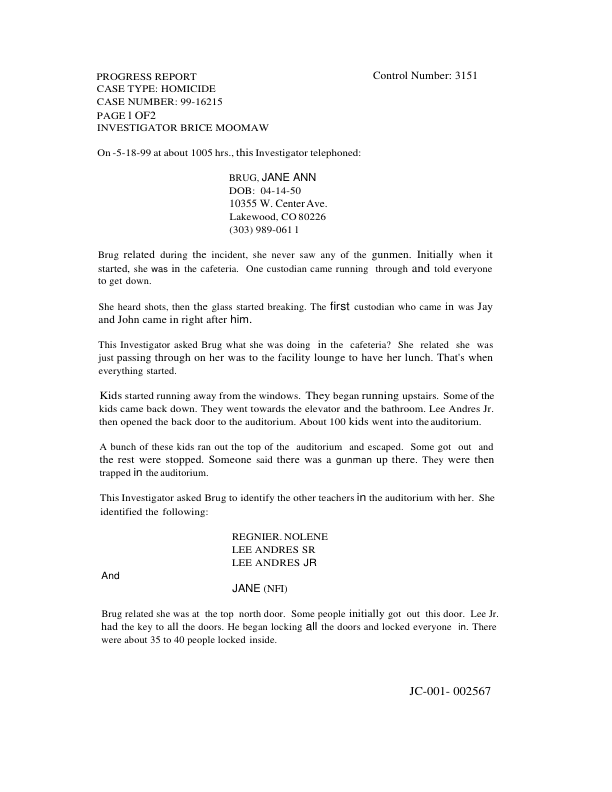 PROGRESS REPORT
Control Number: 3151
CASE TYPE: HOMICIDE
CASE NUMBER: 99-16215
PAGE 1 OF2
INVESTIGATOR BRICE MOOMAW
On -5-18-99 at about 1005 hrs., this Investigator telephoned:
BRUG, JANE ANN
DOB: 04-14-50
10355 W. Center Ave.
Lakewood, CO 80226
(303) 989-061 1
Brug related during the incident, she never saw any of the gunmen. Initially when it
started, she was in the cafeteria. One custodian came running through and told everyone
to get down.
She heard shots, then the glass started breaking. The first custodian who came in was Jay
and John came in right after him.
This Investigator asked Brug what she was doing in the cafeteria? She related she was
just passing through on her was to the facility lounge to have her lunch. That's when
everything started.
Kids started running away from the windows. They began running upstairs. Some of the
kids came back down. They went towards the elevator and the bathroom. Lee Andres Jr.
then opened the back door to the auditorium. About 100 kids went into the auditorium.
A bunch of these kids ran out the top of the auditorium and escaped. Some got out and
the rest were stopped. Someone said there was a gunman up there. They were then
trapped in the auditorium.
This Investigator asked Brug to identify the other teachers in the auditorium with her. She
identified the following:
REGNIER. NOLENE
LEE ANDRES SR
LEE ANDRES JR
And
JANE (NFI)
Brug related she was at the top north door. Some people initially got out this door. Lee Jr.
had the key to all the doors. He began locking all the doors and locked everyone in. There
were about 35 to 40 people locked inside.
JC-001- 002567